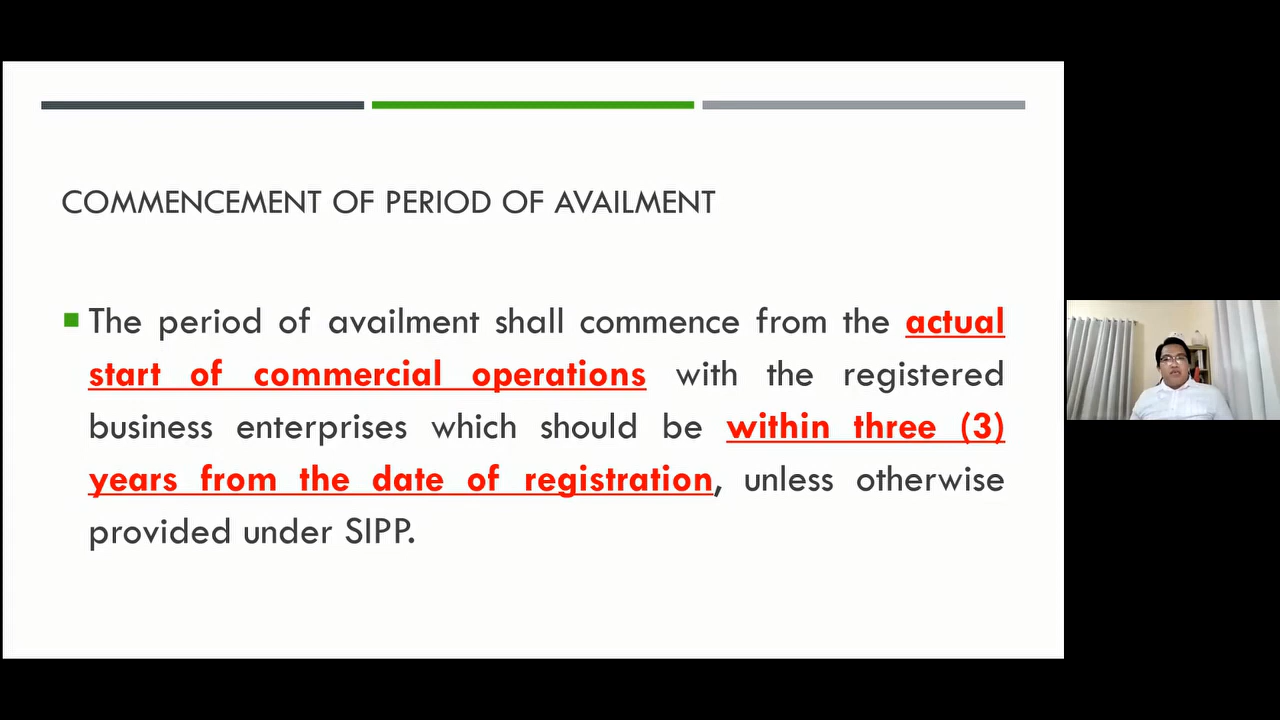 COMMENCEMENT OF PERIOD OF AVAILMENT
The period of availment shall commence from the actual
start of commercial operations with the registered
business enterprises which should be within three (3)
years from the date of registration, unless otherwise
provided under SIPP.